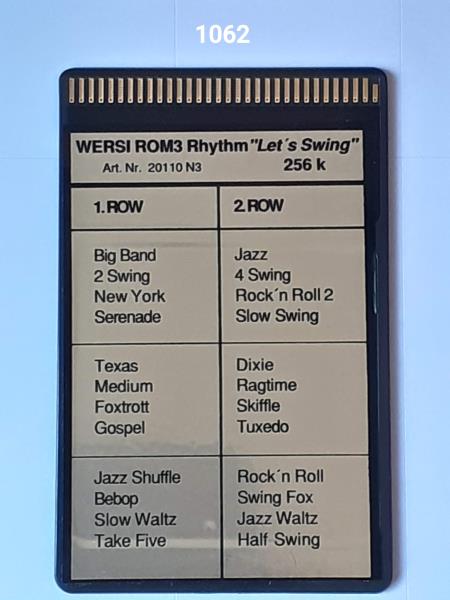 1062
WERSI ROM3 Rhythm "Let´s Swing"
Art. Nr. 20110 N3 256 k
1. ROW 2. ROW
Big Band Jazz
2 Swing 4 Swing
New York Rock´n Roll 2
Serenade Slow Swing
Texas Dixie
Medium Ragtime
Foxtrott Skiffle
Gospel Tuxedo
Jazz Shuffle Rock´n Roll
Bebop Swing Fox
Slow Waltz Jazz Waltz
Take Five Half Swing